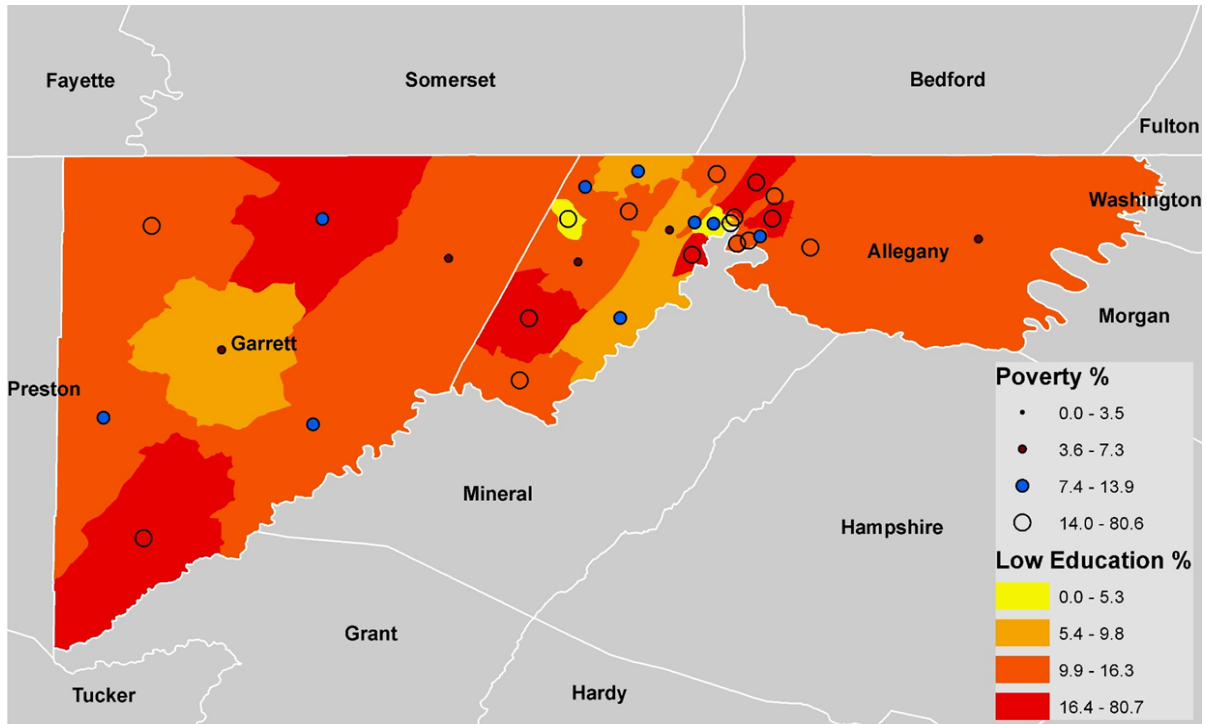 Fayette
Somerset
Bedford
Fulton
Washington
Allegany
Morgan
Garrett
Preston
Mineral
Hampshire
Grant
Tucker
Hardy
Poverty %
0.0 - 3.5
3.6 - 7.3
7.4 - 13.9
14.0 - 80.6
Low Education %
0.0 - 5.3
5.4 - 9.8
9.9 - 16.3
16.4 - 80.7